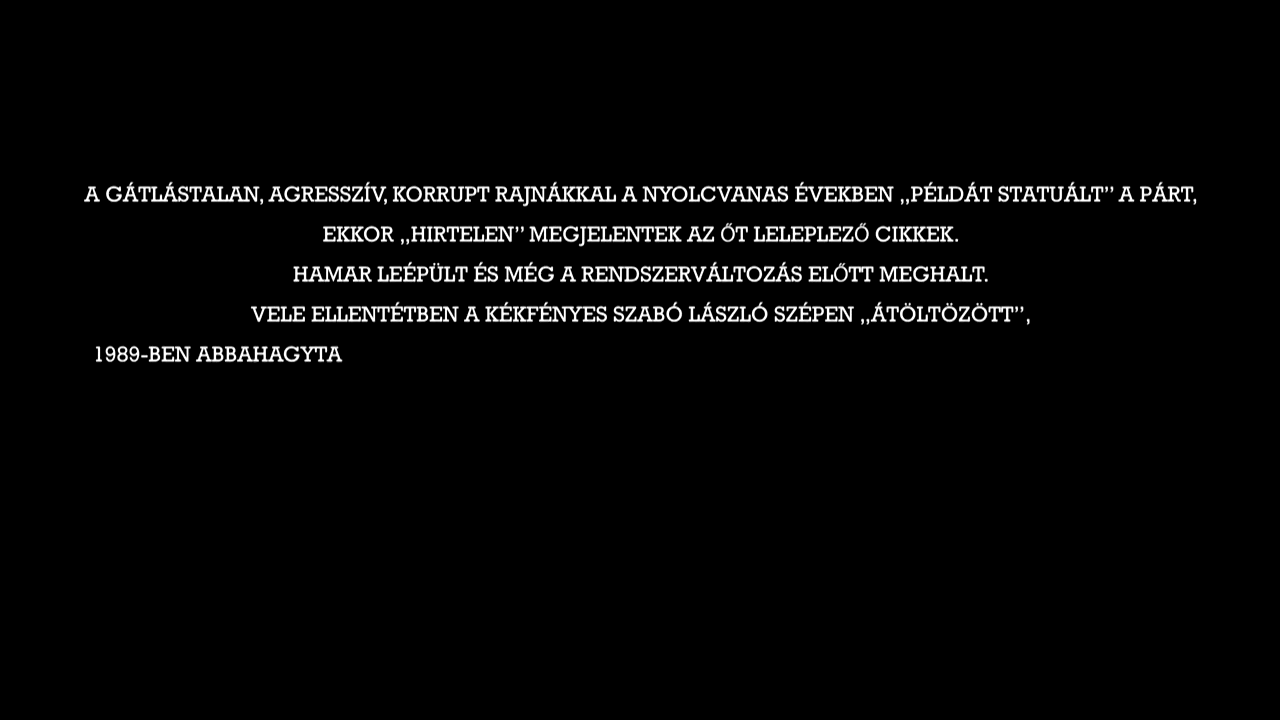 A GÁTLÁSTALAN, AGRESSZÍV, KORRUPT RAJNÁKKAL A NYOLCVANAS ÉVEKBEN „PÉLDÁT STATUÁLT” A PÁRT,
EKKOR „HIRTELEN” MEGJELENTEK AZ ŐT LELEPLEZŐ CIKKEK.
HAMAR LEÉPÜLT ÉS MÉG A RENDSZERVÁLTOZÁS ELŐTT MEGHALT.
VELE ELLENTÉTBEN A KÉKFÉNYES SZABÓ LÁSZLÓ SZÉPEN „ÁTÖLTÖZÖTT”,
1989-BEN ABBAHAGYTA